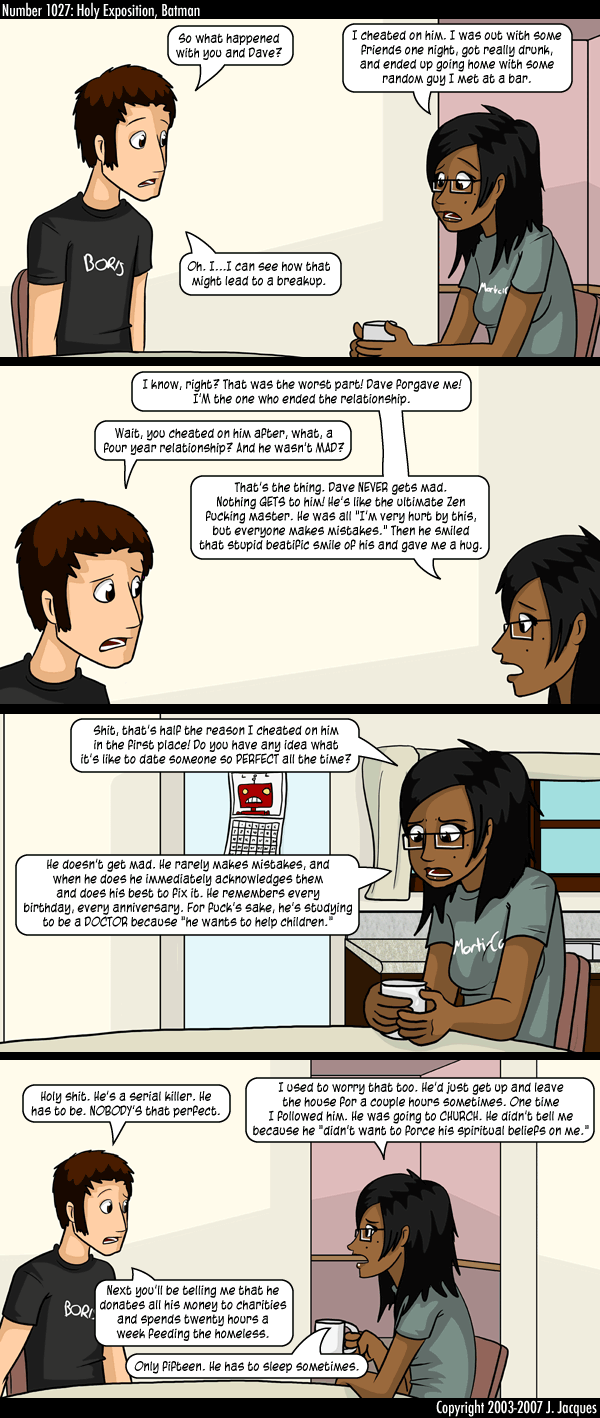 Number 1027: Holy Exposition, Batman
So what happened
with you and Dave?
I cheated on him. I was out with some
friends one night, got really drunk,
and ended up going home with some
random guy I met at a bar.
BORIS
Oh. I...I can see how that
might lead to a breakup.
I know, right? That was the worst part! Dave forgave me!
I'M the one who ended the relationship.
Wait, you cheated on him after, what, a
four year relationship? And he wasn't MAD?
That's the thing. Dave NEVER gets mad.
Nothing GETS to him! He's like the ultimate Zen
fucking master. He was all "I'm very hurt by this,
but everyone makes mistakes." Then he smiled
that stupid beatific smile of his and gave me a hug.
Shit, that's half the reason I cheated on him
in the first place! Do you have any idea what
it's like to date someone so PERFECT all the time?
He doesn't get mad. He rarely makes mistakes, and
when he does he immediately acknowledges them
and does his best to fix it. He remembers every
birthday, every anniversary. For fuck's sake, he's studying
to be a DOCTOR because "he wants to help children."
Holy shit. He's a serial killer. He
has to be. NOBODY's that perfect.
I used to worry that too. He'd just get up and leave
the house for a couple hours sometimes. One time
I followed him. He was going to CHURCH. He didn't tell me
because he "didn't want to force his spiritual beliefs on me."
BORI
Next you'll be telling me that he
donates all his money to charities
and spends twenty hours a
week feeding the homeless.
Only fifteen. He has to sleep sometimes.
Copyright 2003-2007 J. Jacques